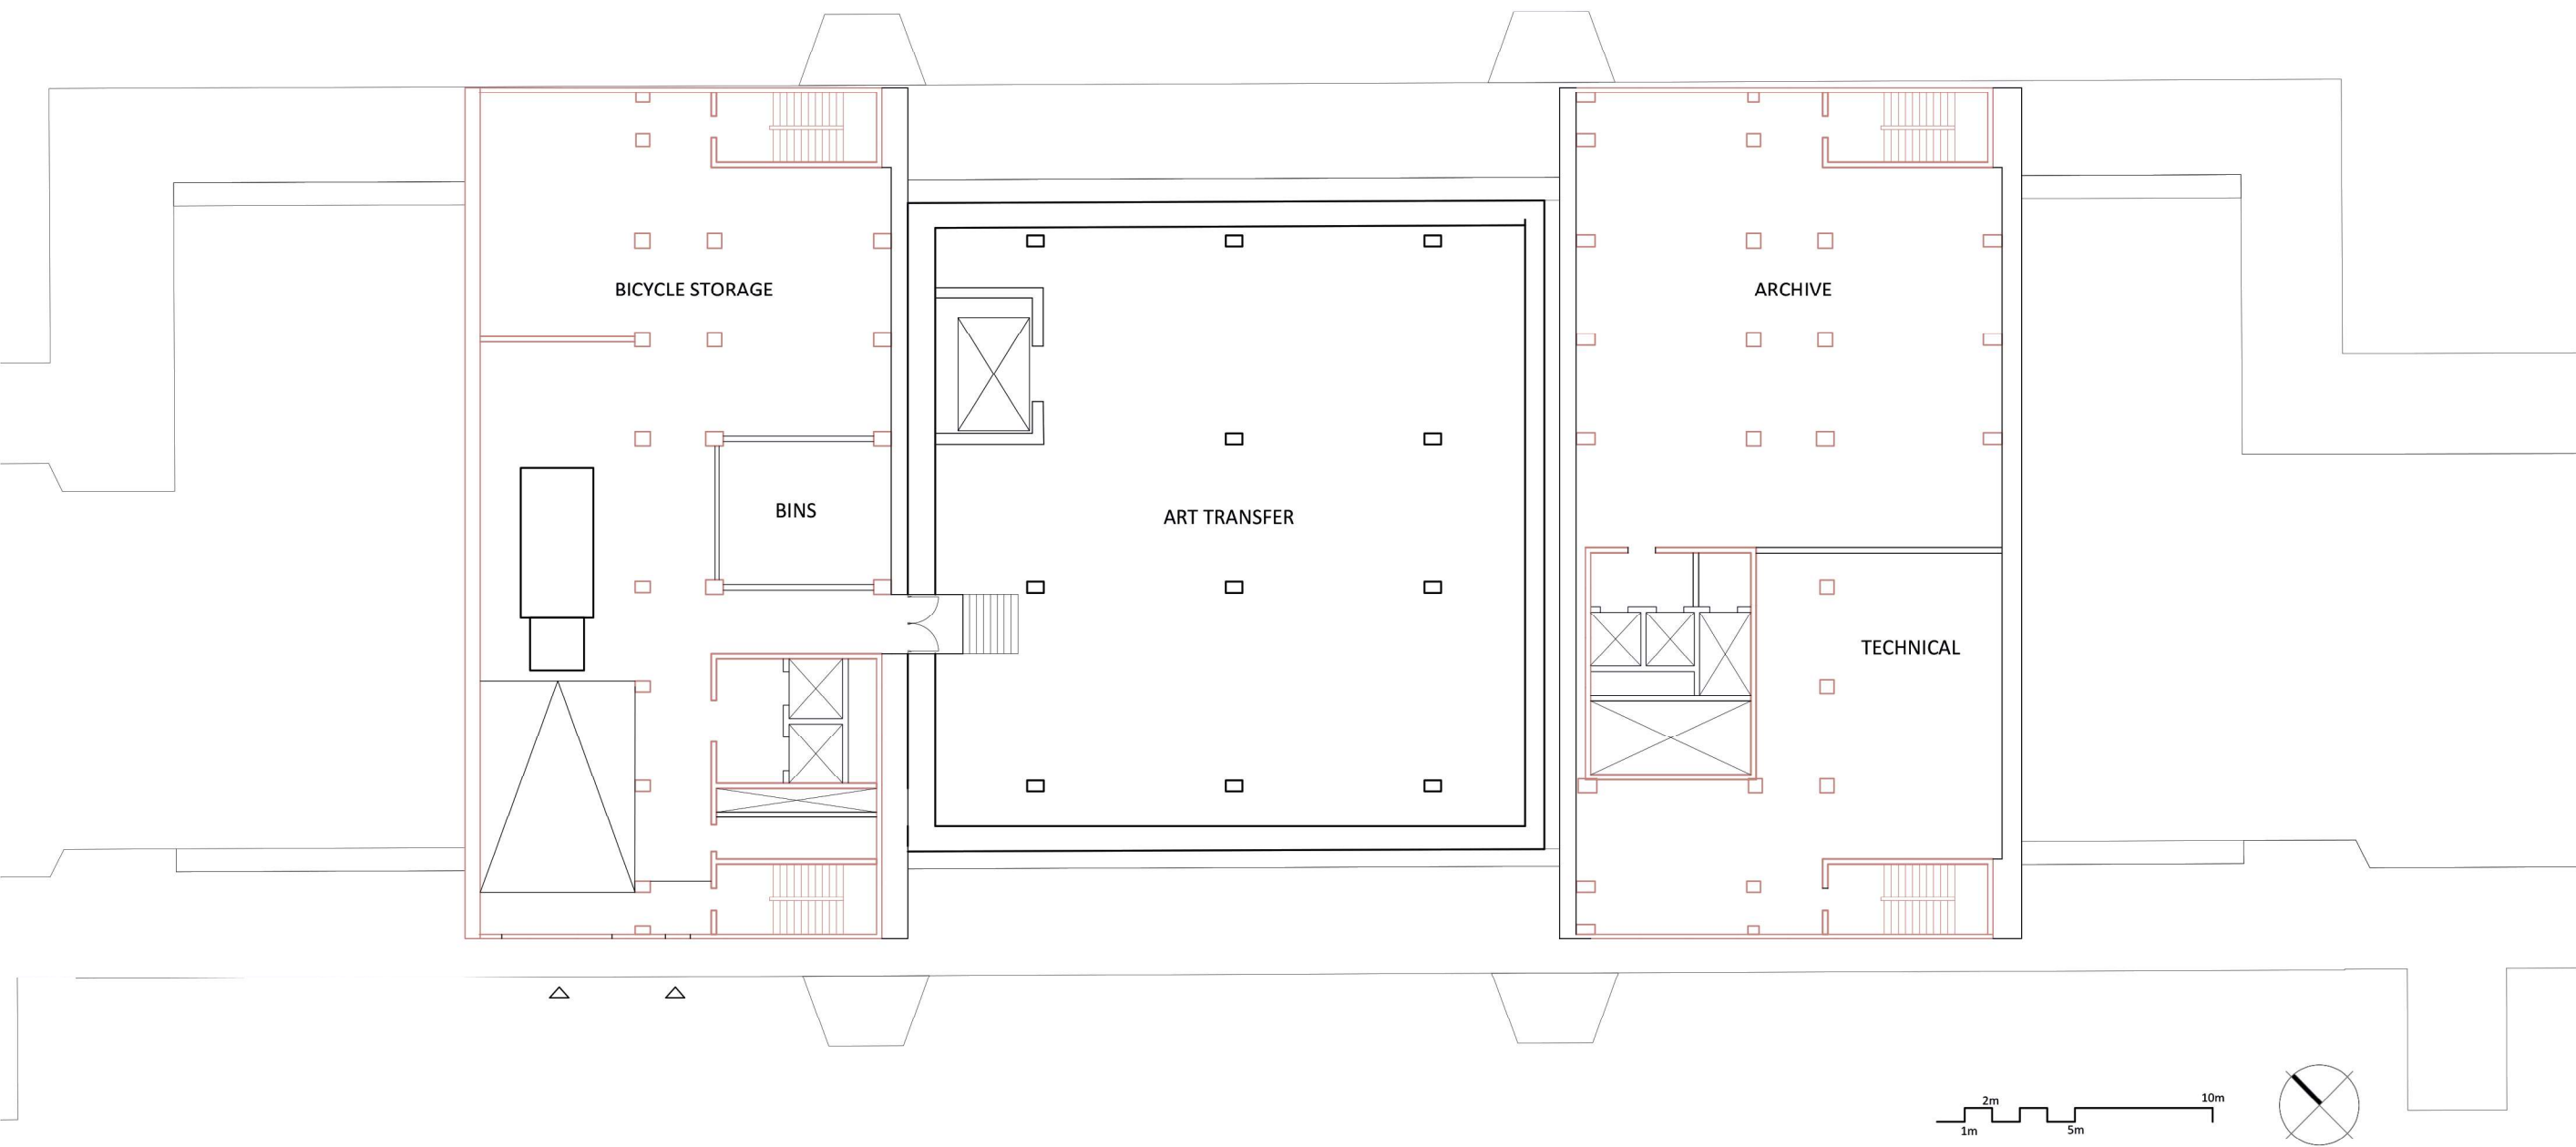 BICYCLE STORAGE
ARCHIVE
BINS
ART TRANSFER
TECHNICAL
2m
10m
1m
5m